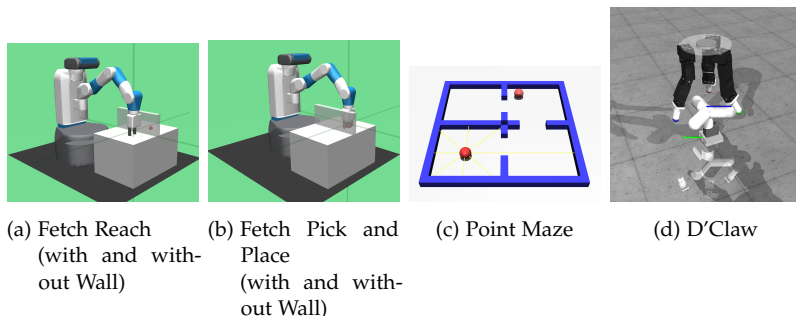 (a) Fetch Reach
(with and with-
out Wall)
(b) Fetch Pick and
Place
(with and with-
out Wall)
(c) Point Maze
(d) D'Claw